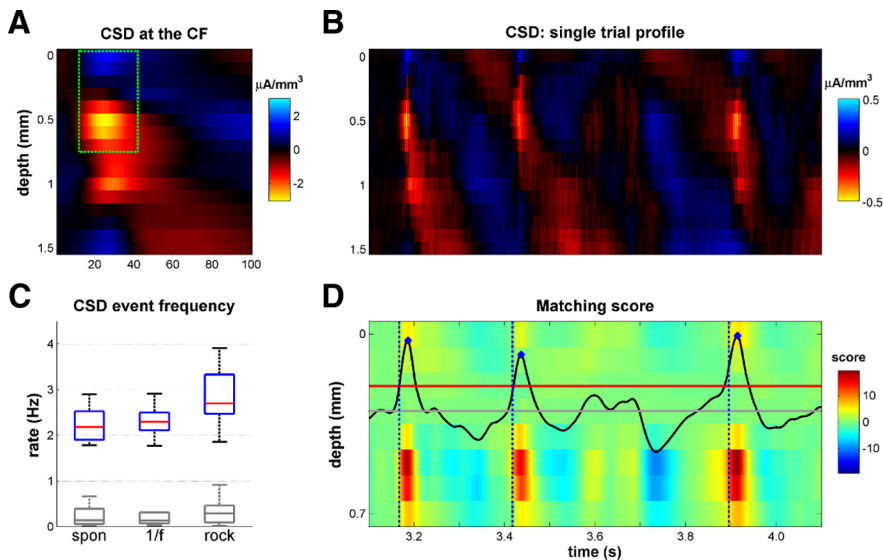 A
CSD at the CF
depth (mm)
0
0.5
1
1.5
20 40 60 80 100
μA/mm³
2
0
-2
B
CSD: single trial profile
0
0.5
1
1.5
μA/mm³
0.5
0
-0.5
C
CSD event frequency
rate (Hz)
4
3
2
1
0
spon 1/f rock
D
Matching score
depth (mm)
0
0.7
3.2 3.4 3.6 3.8 4.0
time (s)
score
10
0
-10